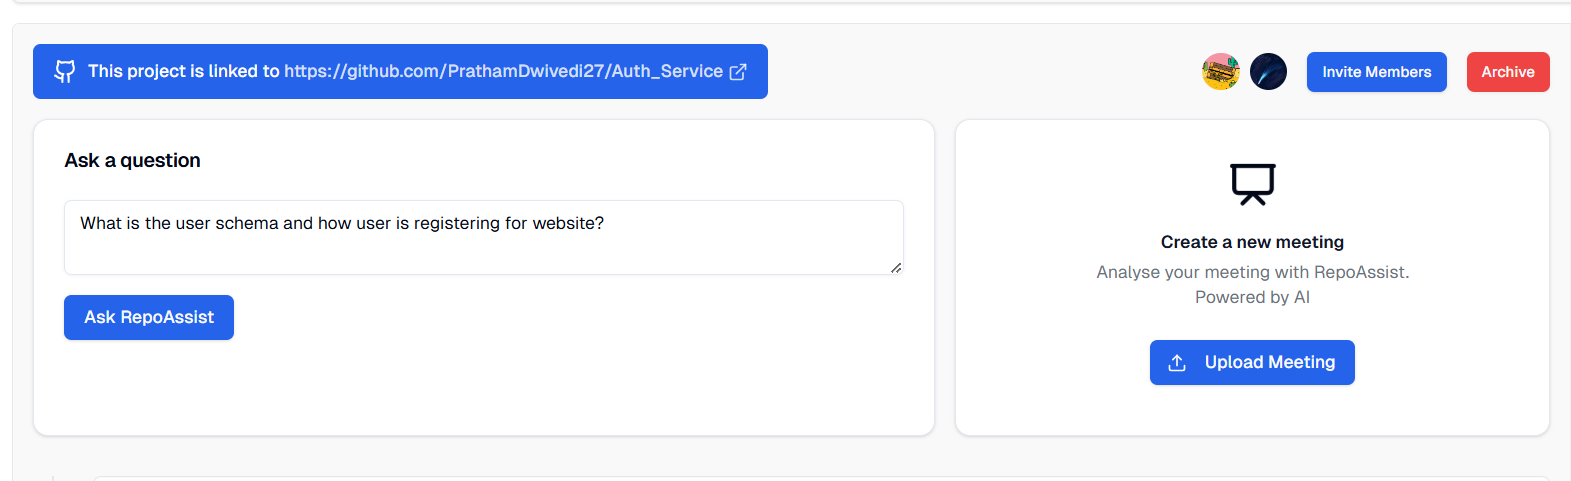 This project is linked to https://github.com/PrathamDwivedi27/Auth_Service
Invite Members
Archive
Ask a question
What is the user schema and how user is registering for website?
Ask RepoAssist
Create a new meeting
Analyse your meeting with RepoAssist.
Powered by AI
Upload Meeting